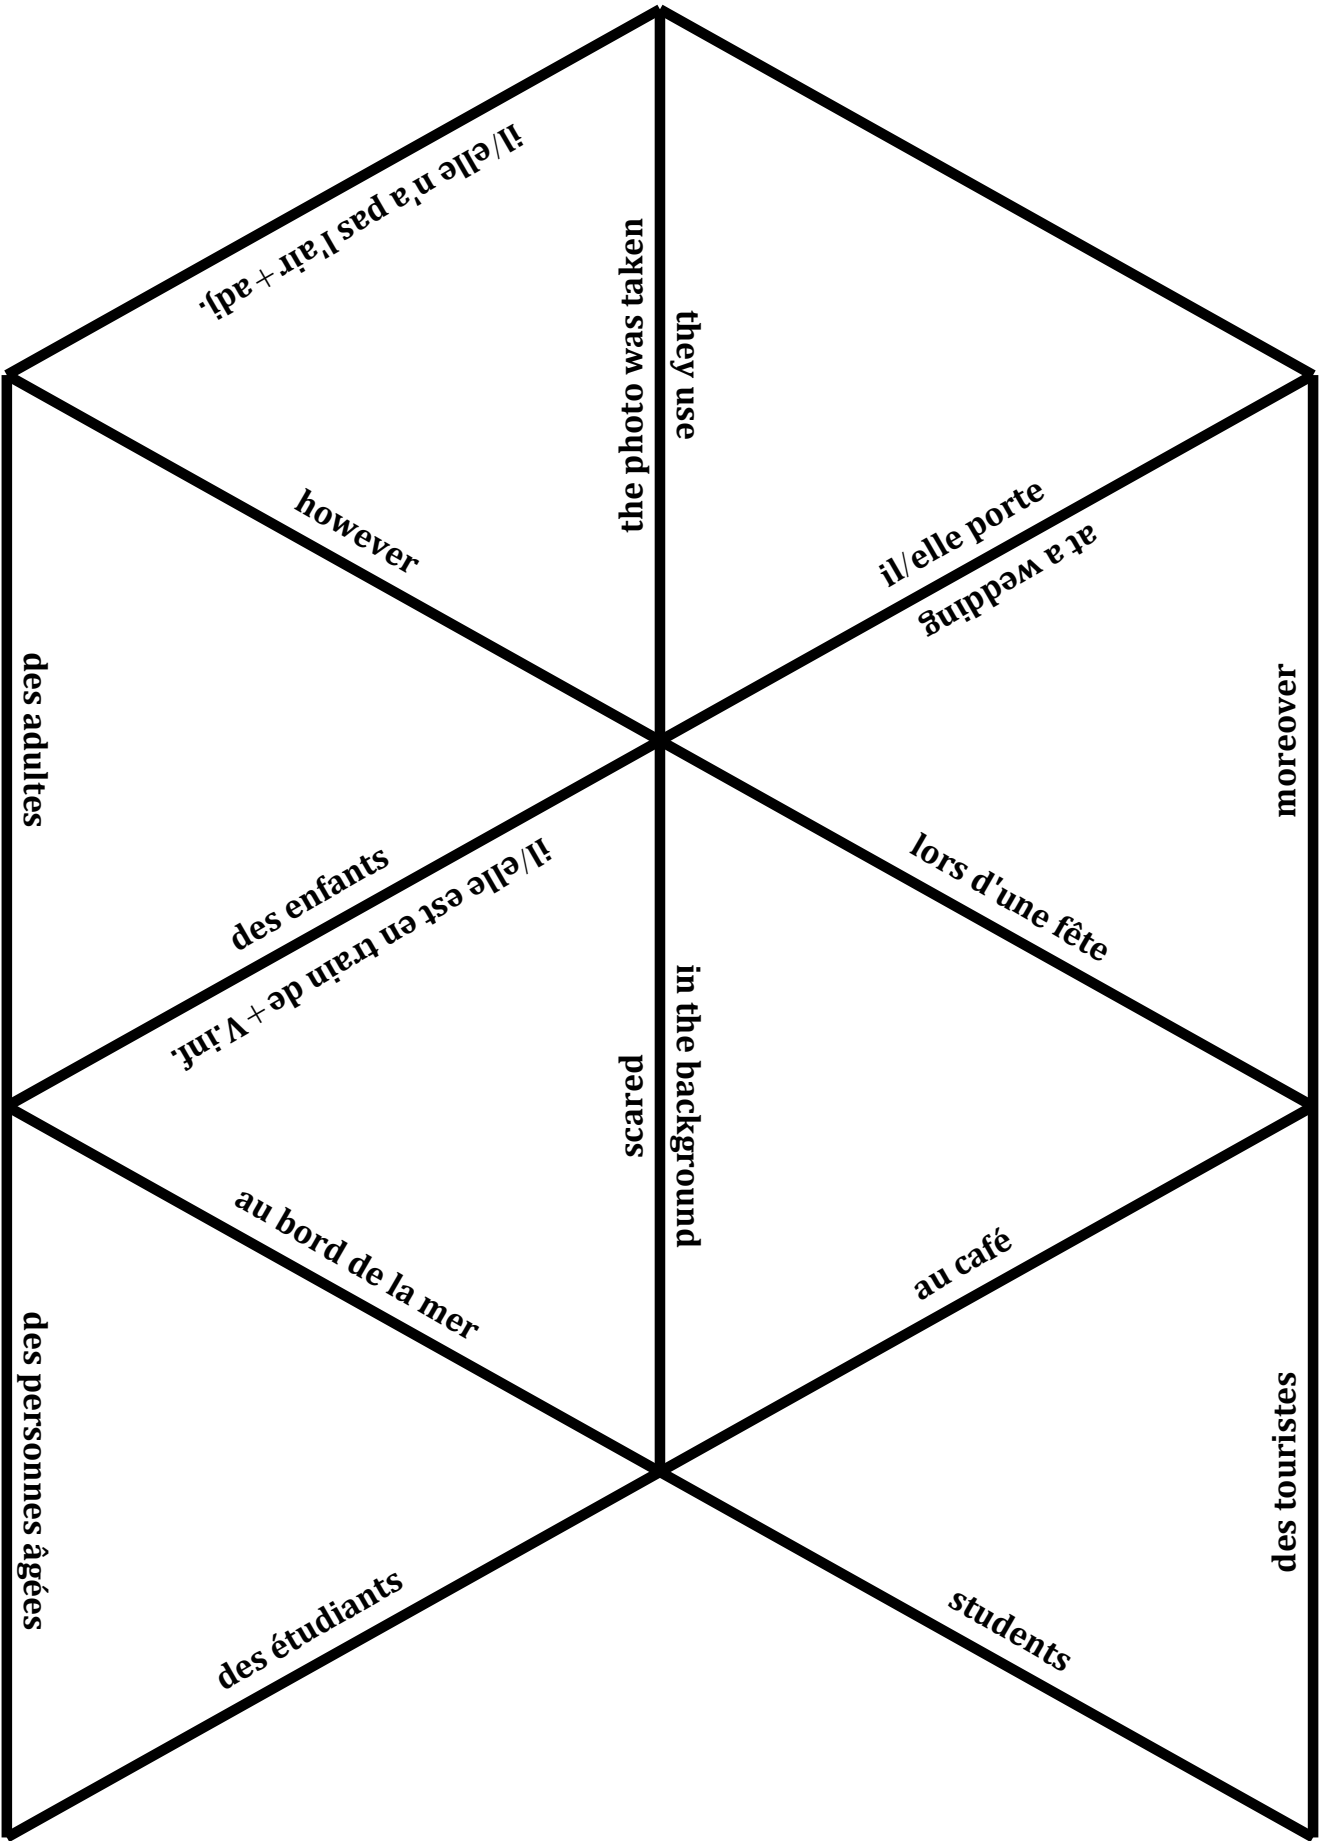 il/elle n'a pas l'air+adj.
the photo was taken
they use
however
il/elle porte
at a wedding
des adultes
moreover
des enfants
il/elle est en train de+V.inf.
lors d'une fête
in the background
scared
au bord de la mer
au café
des personnes âgées
des touristes
des étudiants
students